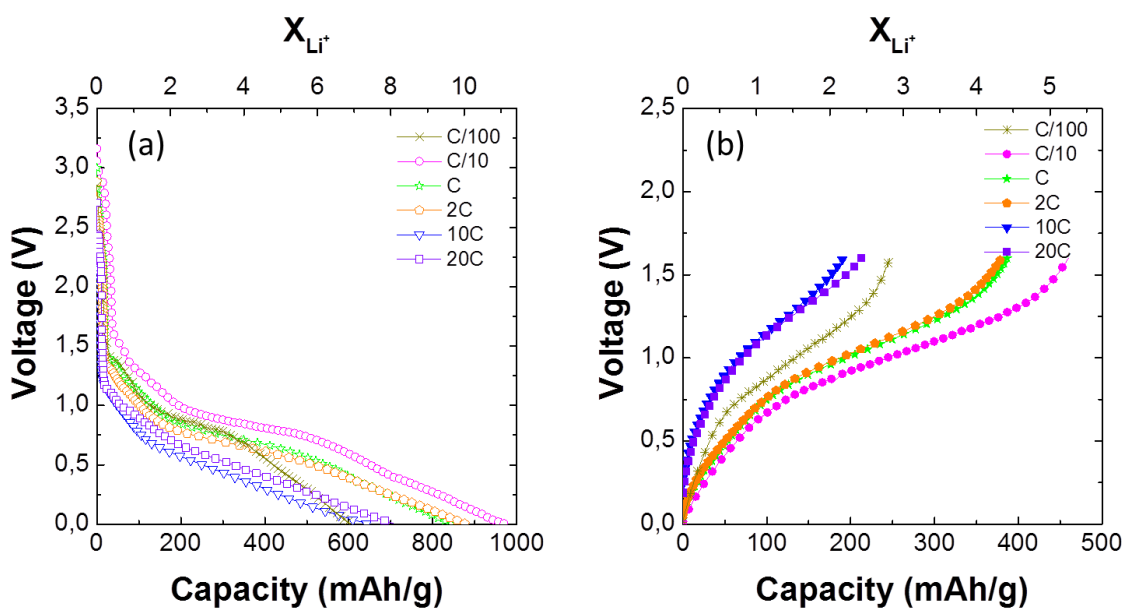 X Li⁺
0 2 4 6 8 10
3,5
3,0
2,5
2,0
1,5
1,0
0,5
0,0
Voltage (V)
(a)
C/100
C/10
C
2C
10C
20C
0 200 400 600 800 1000
Capacity (mAh/g)
X Li⁺
0 1 2 3 4 5
2,5
2,0
1,5
1,0
0,5
0,0
Voltage (V)
(b)
C/100
C/10
C
2C
10C
20C
0 100 200 300 400 500
Capacity (mAh/g)